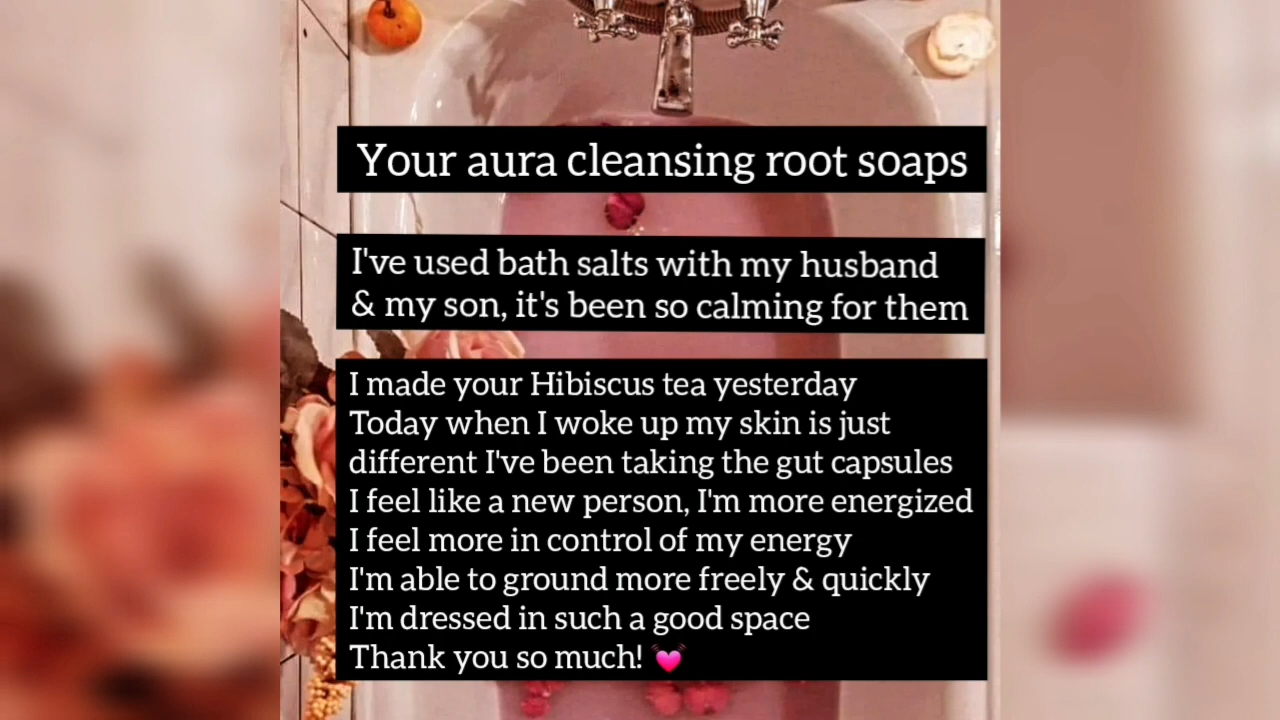 Your aura cleansing root soaps
I've used bath salts with my husband
& my son, it's been so calming for them
I made your Hibiscus tea yesterday
Today when I woke up my skin is just
different I've been taking the gut capsules
I feel like a new person, I'm more energized
I feel more in control of my energy
I'm able to ground more freely & quickly
I'm dressed in such a good space
Thank you so much! 💓